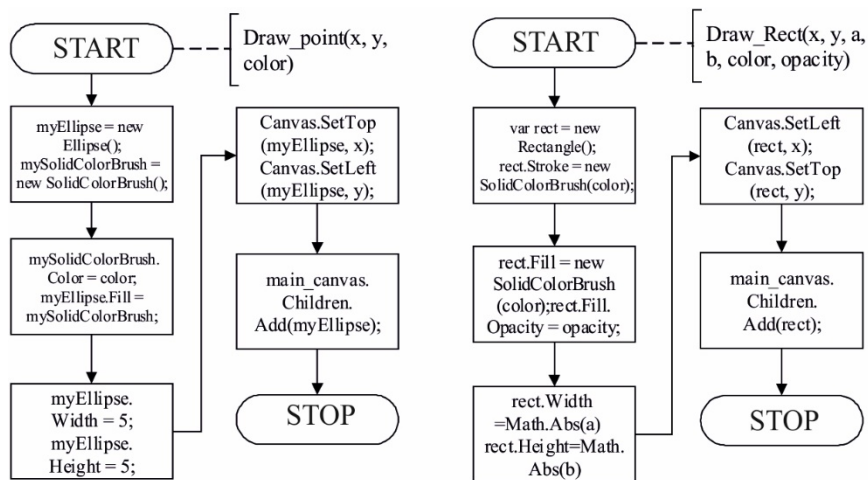 START
Draw_point(x, y,
color)
myEllipse = new
Ellipse();
mySolidColorBrush =
new SolidColorBrush();
mySolidColorBrush.
Color = color;
myEllipse.Fill =
mySolidColorBrush;
myEllipse.
Width = 5;
myEllipse.
Height = 5;
Canvas.SetTop
(myEllipse, x);
Canvas.SetLeft
(myEllipse, y);
main_canvas.
Children.
Add(myEllipse);
STOP
START
Draw_Rect(x, y, a,
b, color, opacity)
var rect = new
Rectangle();
rect.Stroke = new
SolidColorBrush(color);
rect.Fill = new
SolidColorBrush
(color);rect.Fill.
Opacity = opacity;
rect.Width
=Math.Abs(a)
rect.Height=Math.
Abs(b)
Canvas.SetLeft
(rect, x);
Canvas.SetTop
(rect, y);
main_canvas.
Children.
Add(rect);
STOP